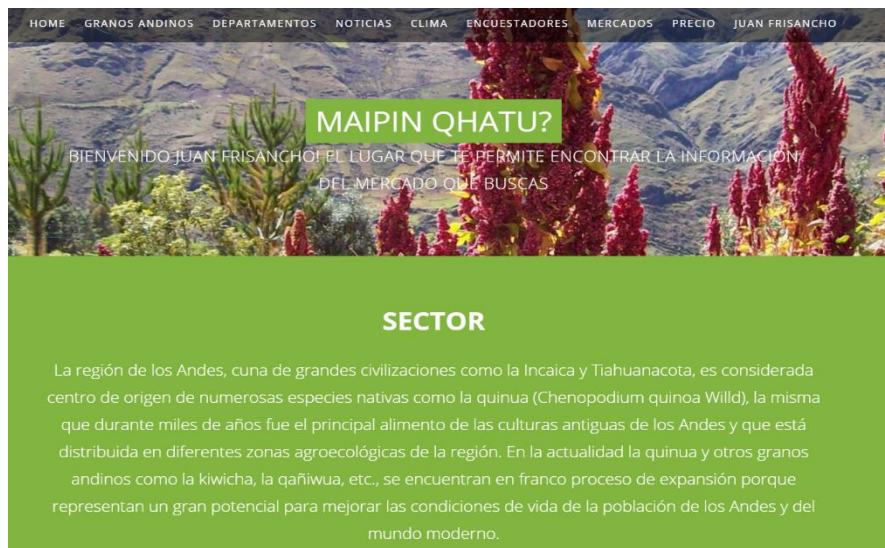 HOME GRANOS ANDINOS DEPARTAMENTOS NOTICIAS CLIMA ENCUESTADORES MERCADOS PRECIO JUAN FRISANCHO
MAIPIN QHATU?
BIENVENIDO JUAN FRISANCHO! EL LUGAR QUE TE PERMITE ENCONTRAR LA INFORMACION
DEL MERCADO QUE BUSCAS
SECTOR
La región de los Andes, cuna de grandes civilizaciones como la Incaica y Tiahuanacota, es considerada
centro de origen de numerosas especies nativas como la quinua (Chenopodium quinoa Willd), la misma
que durante miles de años fue el principal alimento de las culturas antiguas de los Andes y que está
distribuida en diferentes zonas agroecológicas de la región. En la actualidad la quinua y otros granos
andinos como la kiwicha, la qañiwua, etc., se encuentran en franco proceso de expansión porque
representan un gran potencial para mejorar las condiciones de vida de la población de los Andes y del
mundo moderno.